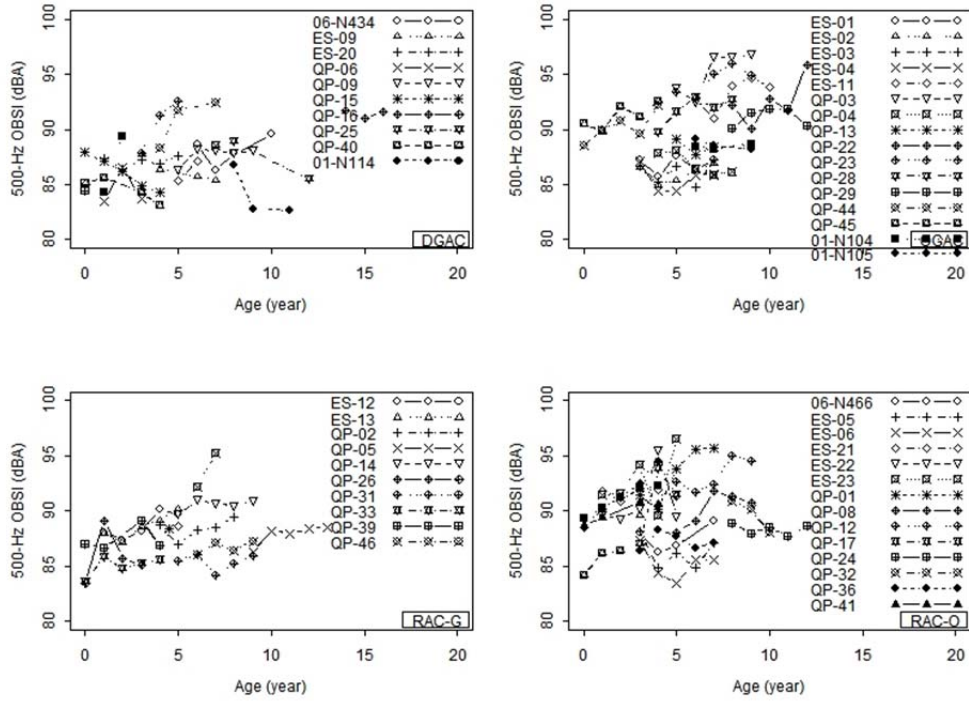 500-Hz OBSI (dBA)
100
95
90
85
80
06-N434
ES-09
ES-20
QP-06
QP-09
QP-15
QP-16
QP-25
QP-40
01-N114
DGAC
0 5 10 15 20
Age (year)
500-Hz OBSI (dBA)
100
95
90
85
80
ES-01
ES-02
ES-03
ES-04
ES-11
QP-03
QP-04
QP-13
QP-22
QP-23
QP-28
QP-29
QP-44
QP-45
01-N104
01-N105
0 5 10 15 20
Age (year)
500-Hz OBSI (dBA)
100
95
90
85
80
ES-12
ES-13
QP-02
QP-05
QP-14
QP-26
QP-31
QP-33
QP-39
QP-46
RAC-G
0 5 10 15 20
Age (year)
500-Hz OBSI (dBA)
100
95
90
85
80
06-N466
ES-05
ES-06
ES-21
ES-22
ES-23
QP-01
QP-08
QP-12
QP-17
QP-24
QP-32
QP-36
QP-41
RAC-O
0 5 10 15 20
Age (year)